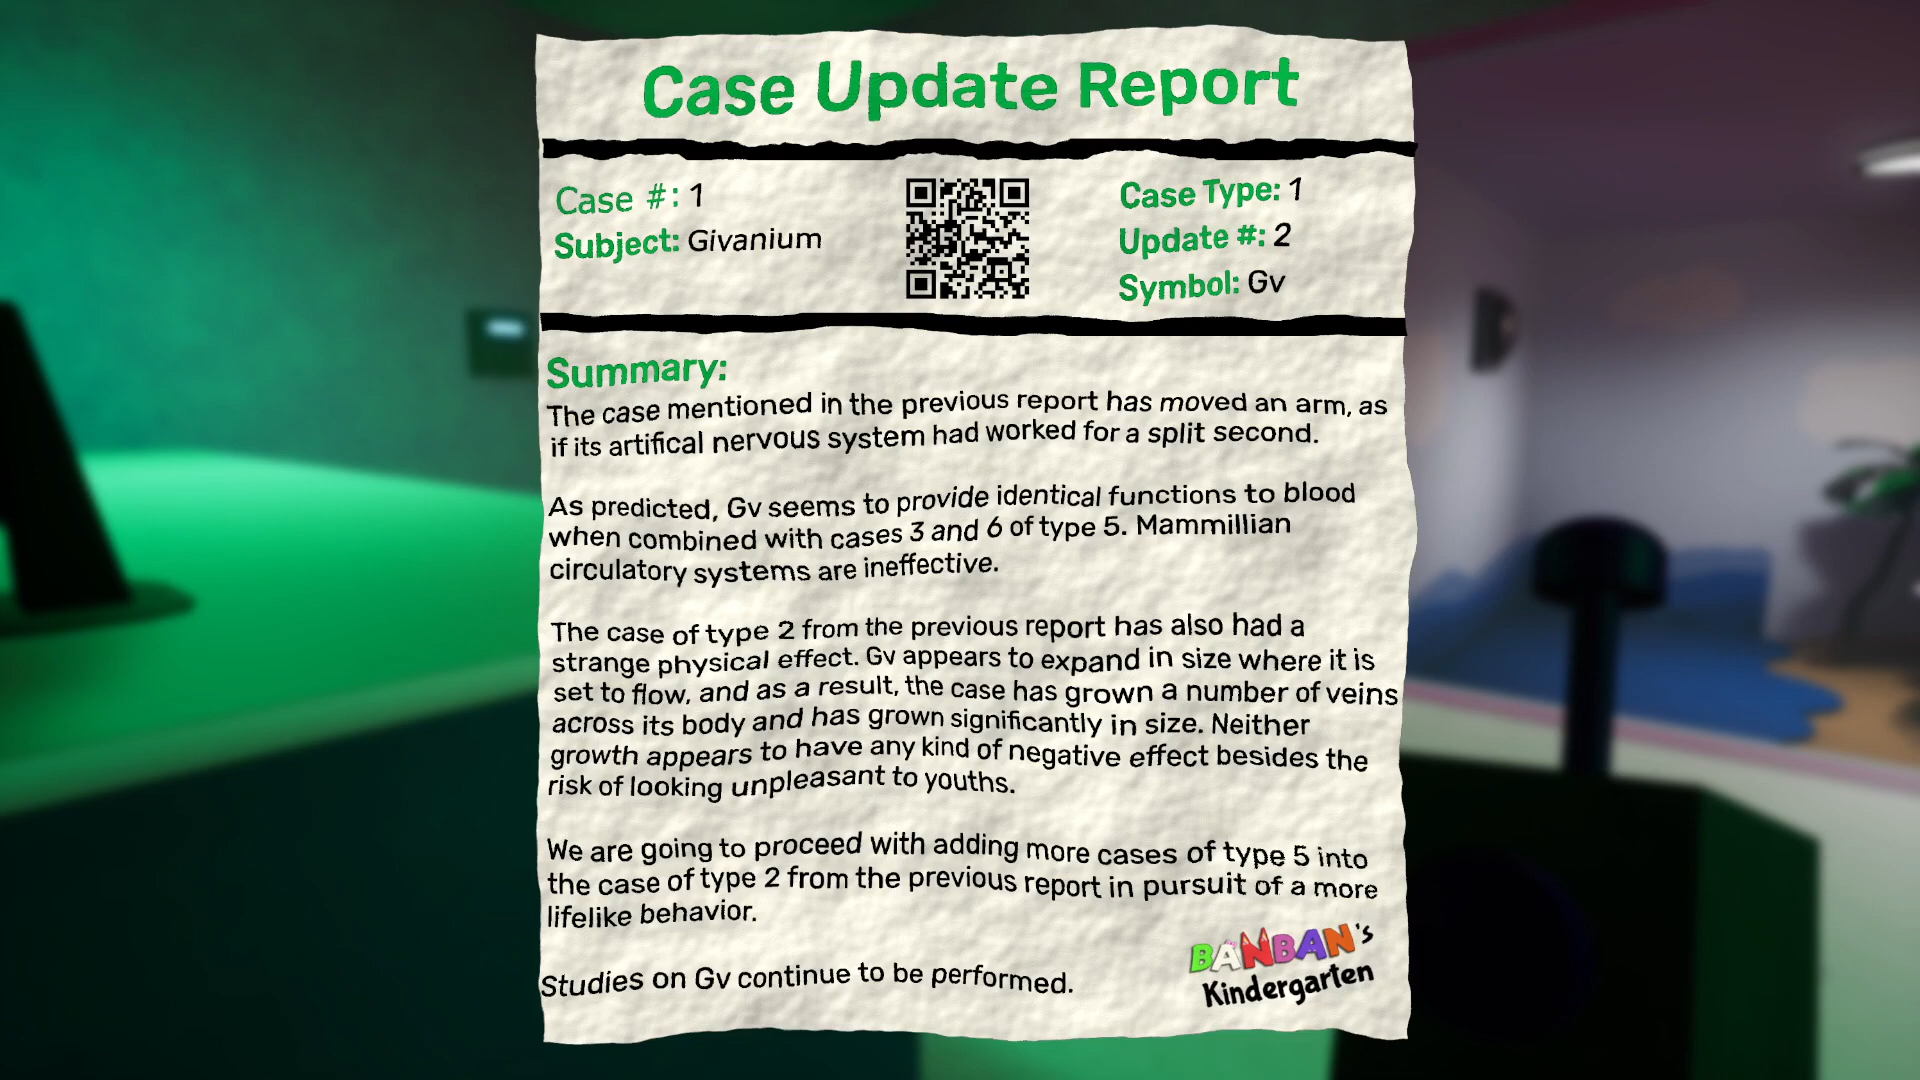 Case Update Report
Case #: 1
Subject: Givanium
Case Type: 1
Update #: 2
Symbol: Gv
Summary:
The case mentioned in the previous report has moved an arm, as
if its artifical nervous system had worked for a split second.
As predicted, Gv seems to provide identical functions to blood
when combined with cases 3 and 6 of type 5. Mammillian
circulatory systems are ineffective.
The case of type 2 from the previous report has also had a
strange physical effect. Gv appears to expand in size where it is
set to flow, and as a result, the case has grown a number of veins
across its body and has grown significantly in size. Neither
growth appears to have any kind of negative effect besides the
risk of looking unpleasant to youths.
We are going to proceed with adding more cases of type 5 into
the case of type 2 from the previous report in pursuit of a more
lifelike behavior.
Studies on Gv continue to be performed.
BANBAN's
Kindergarten